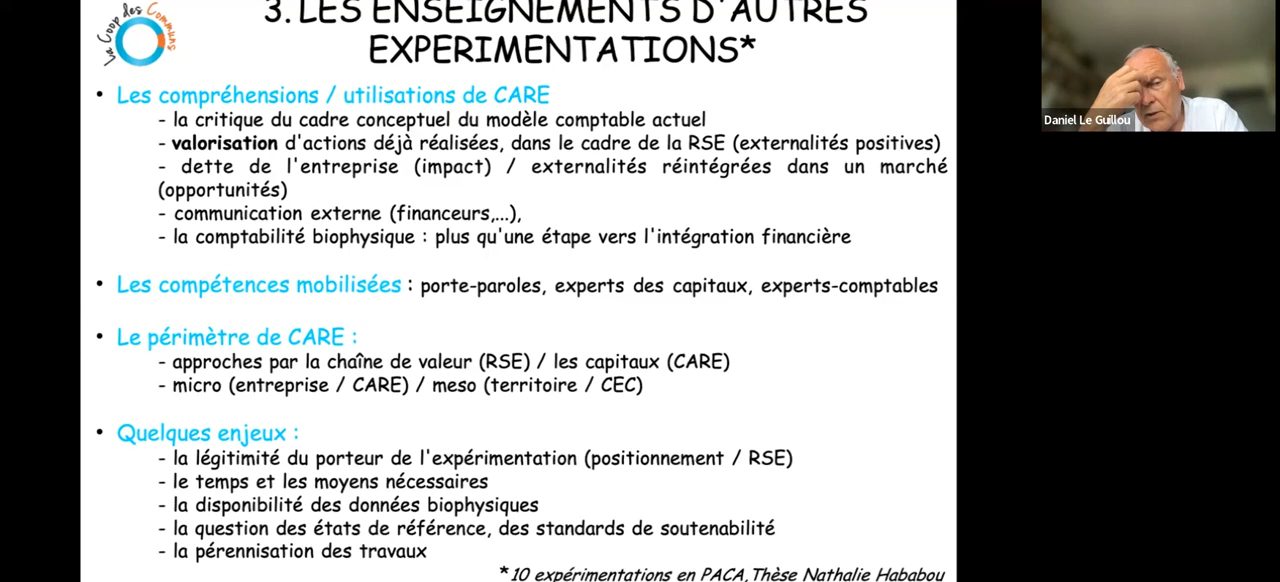 La Coop des Communs
3. LES ENSEIGNEMENTS D'AUTRES
EXPERIMENTATIONS*
Daniel Le Guillou
• Les compréhensions / utilisations de CARE
- la critique du cadre conceptuel du modèle comptable actuel
- valorisation d'actions déjà réalisées, dans le cadre de la RSE (externalités positives)
- dette de l'entreprise (impact) / externalités réintégrées dans un marché
(opportunités)
- communication externe (financeurs,...),
- la comptabilité biophysique : plus qu'une étape vers l'intégration financière
• Les compétences mobilisées : porte-paroles, experts des capitaux, experts-comptables
• Le périmètre de CARE :
- approches par la chaîne de valeur (RSE) / les capitaux (CARE)
- micro (entreprise / CARE) / meso (territoire / CEC)
• Quelques enjeux :
- la légitimité du porteur de l'expérimentation (positionnement / RSE)
- le temps et les moyens nécessaires
- la disponibilité des données biophysiques
- la question des états de référence, des standards de soutenabilité
- la pérennisation des travaux
*10 expérimentations en PACA, Thèse Nathalie Hababou